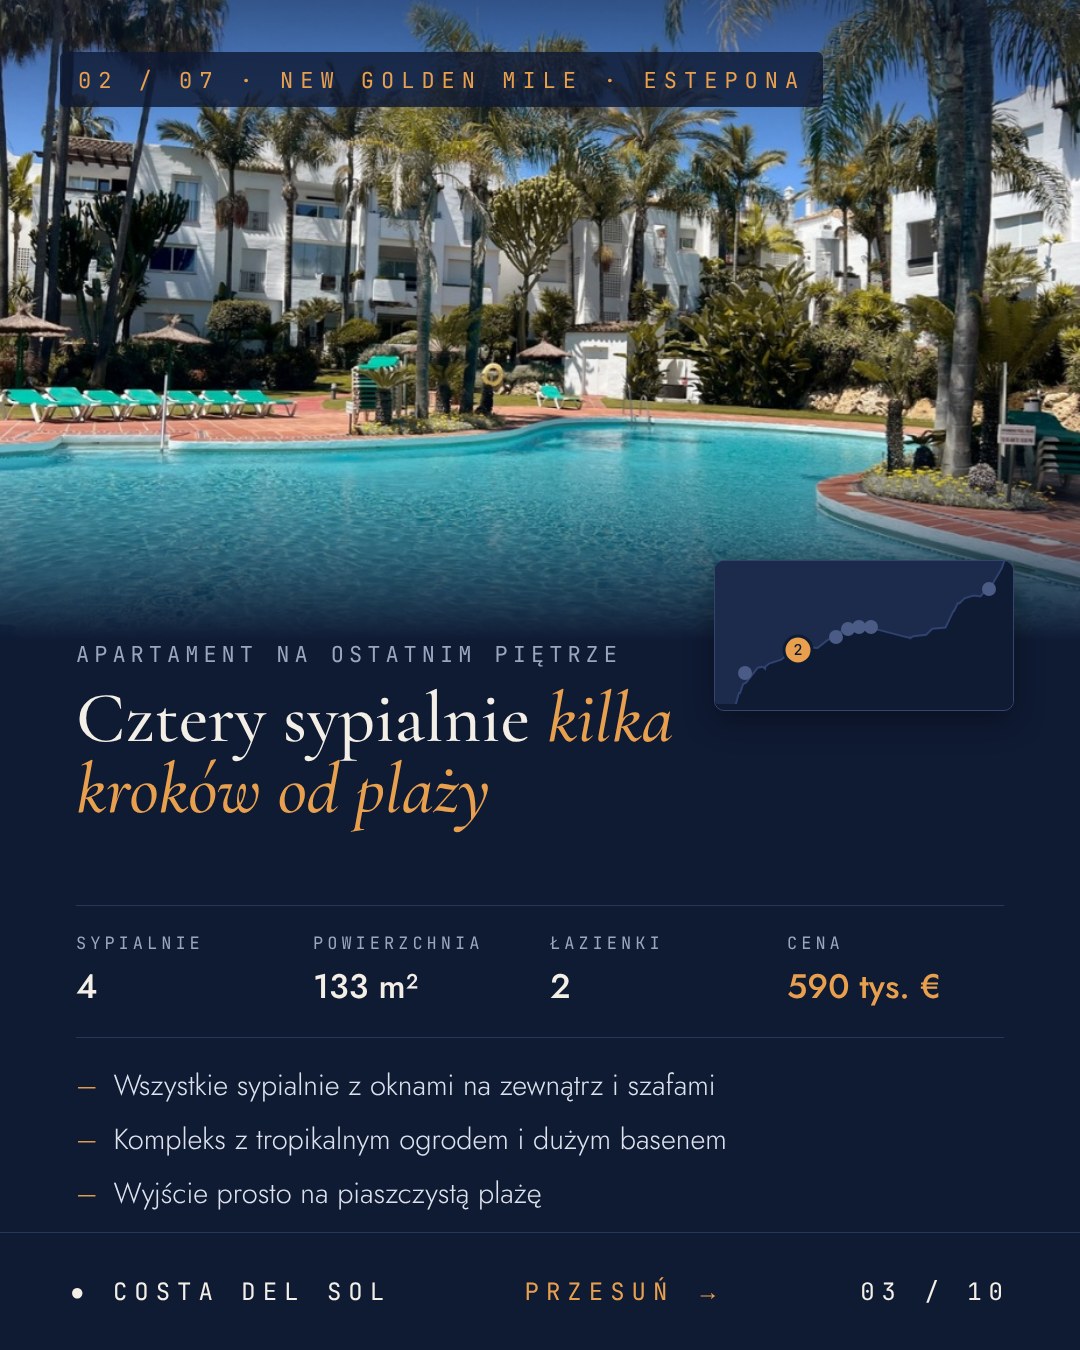 02 / 07 · NEW GOLDEN MILE · ESTEPONA
2
APARTAMENT NA OSTATNIM PIĘTRZE
Cztery sypialnie kilka
kroków od plaży
SYPIALNIE POWIERZCHNIA ŁAZIENKI CENA
4 133 m² 2 590 tys. €
— Wszystkie sypialnie z oknami na zewnątrz i szafami
— Kompleks z tropikalnym ogrodem i dużym basenem
— Wyjście prosto na piaszczystą plażę
• COSTA DEL SOL PRZESUŃ → 03 / 10